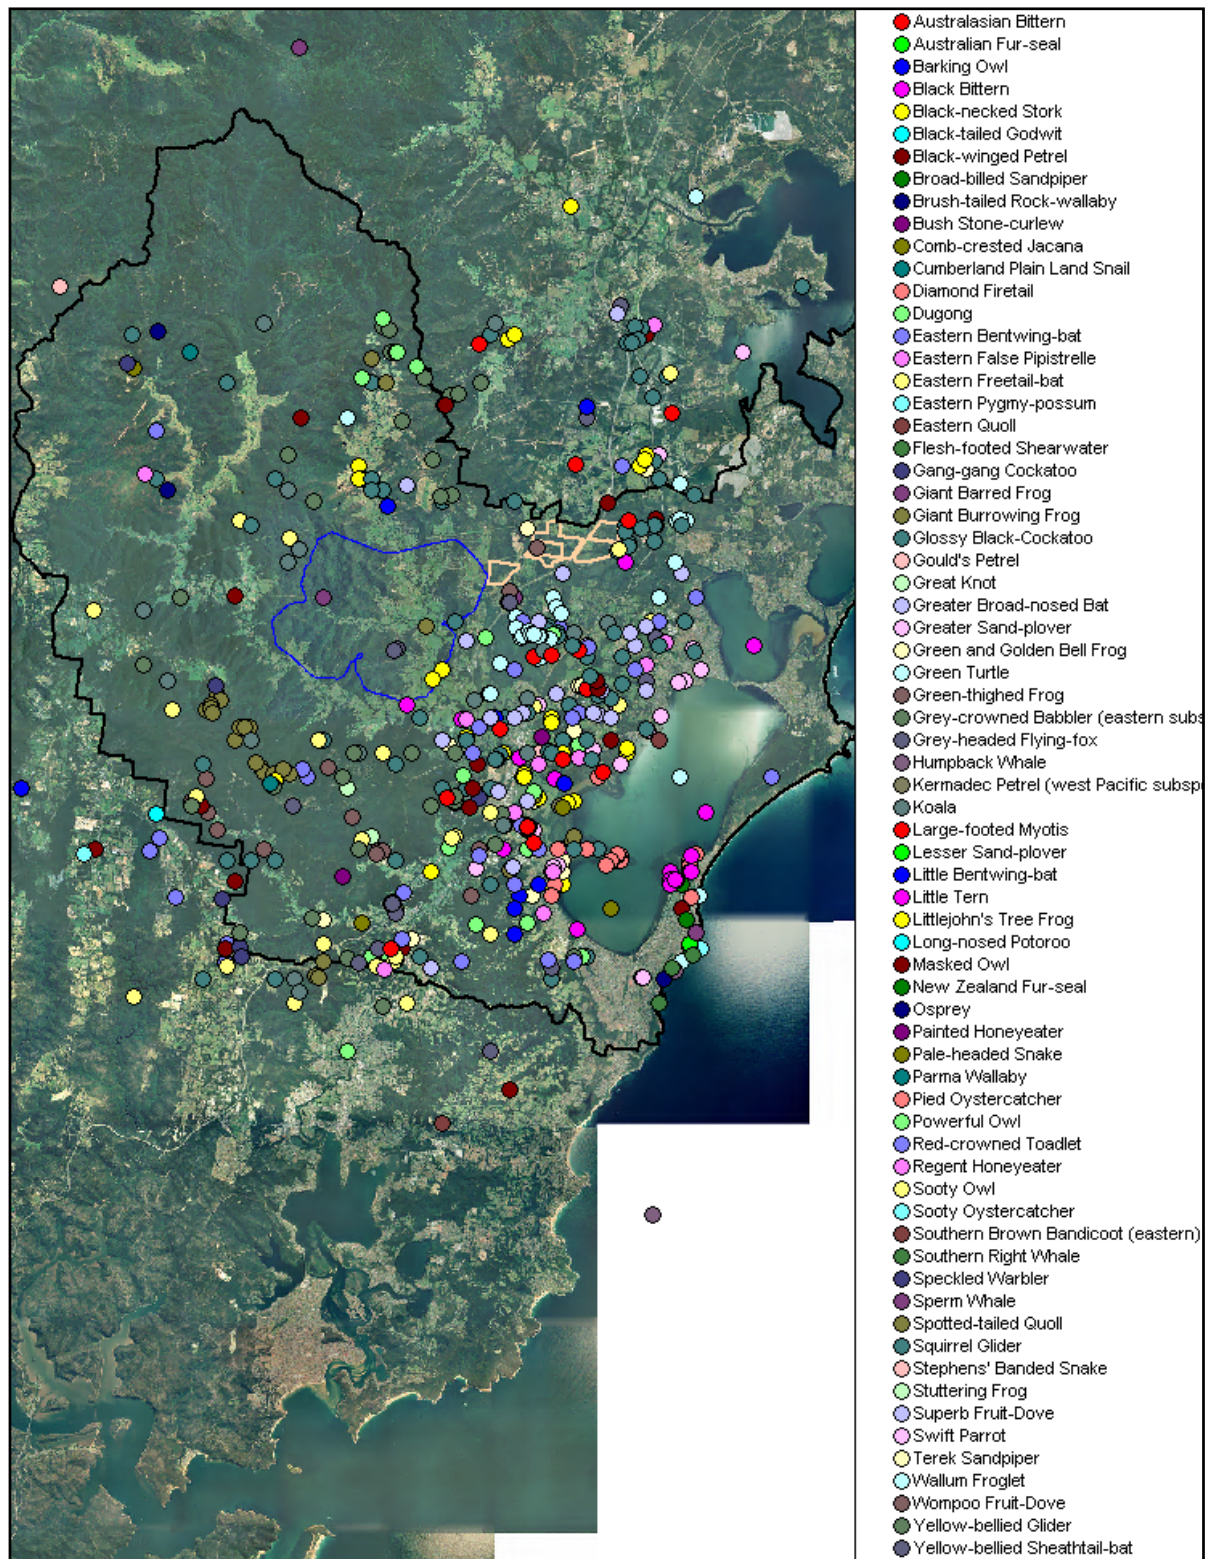 Australasian Bittern
Australian Fur-seal
Barking Owl
Black Bittern
Black-necked Stork
Black-tailed Godwit
Black-winged Petrel
Broad-billed Sandpiper
Brush-tailed Rock-wallaby
Bush Stone-curlew
Comb-crested Jacana
Cumberland Plain Land Snail
Diamond Firetail
Dugong
Eastern Bentwing-bat
Eastern False Pipistrelle
Eastern Freetail-bat
Eastern Pygmy-possum
Eastern Quoll
Flesh-footed Shearwater
Gang-gang Cockatoo
Giant Barred Frog
Giant Burrowing Frog
Glossy Black-Cockatoo
Gould's Petrel
Great Knot
Greater Broad-nosed Bat
Greater Sand-plover
Green and Golden Bell Frog
Green Turtle
Green-thighed Frog
Grey-crowned Babbler (eastern subs
Grey-headed Flying-fox
Humpback Whale
Kermadec Petrel (west Pacific subsp
Koala
Large-footed Myotis
Lesser Sand-plover
Little Bentwing-bat
Little Tern
Littlejohn's Tree Frog
Long-nosed Potoroo
Masked Owl
New Zealand Fur-seal
Osprey
Painted Honeyeater
Pale-headed Snake
Parma Wallaby
Pied Oystercatcher
Powerful Owl
Red-crowned Toadlet
Regent Honeyeater
Sooty Owl
Sooty Oystercatcher
Southern Brown Bandicoot (eastern)
Southern Right Whale
Speckled Warbler
Sperm Whale
Spotted-tailed Quoll
Squirrel Glider
Stephens' Banded Snake
Stuttering Frog
Superb Fruit-Dove
Swift Parrot
Terek Sandpiper
Wallum Froglet
Wompoo Fruit-Dove
Yellow-bellied Glider
Yellow-bellied Sheathtail-bat